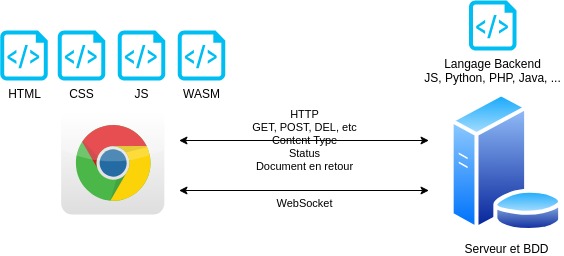 HTML
CSS
JS
WASM
Langage Backend
JS, Python, PHP, Java, ...
HTTP
GET, POST, DEL, etc
Content Type
Status
Document en retour
WebSocket
Serveur et BDD